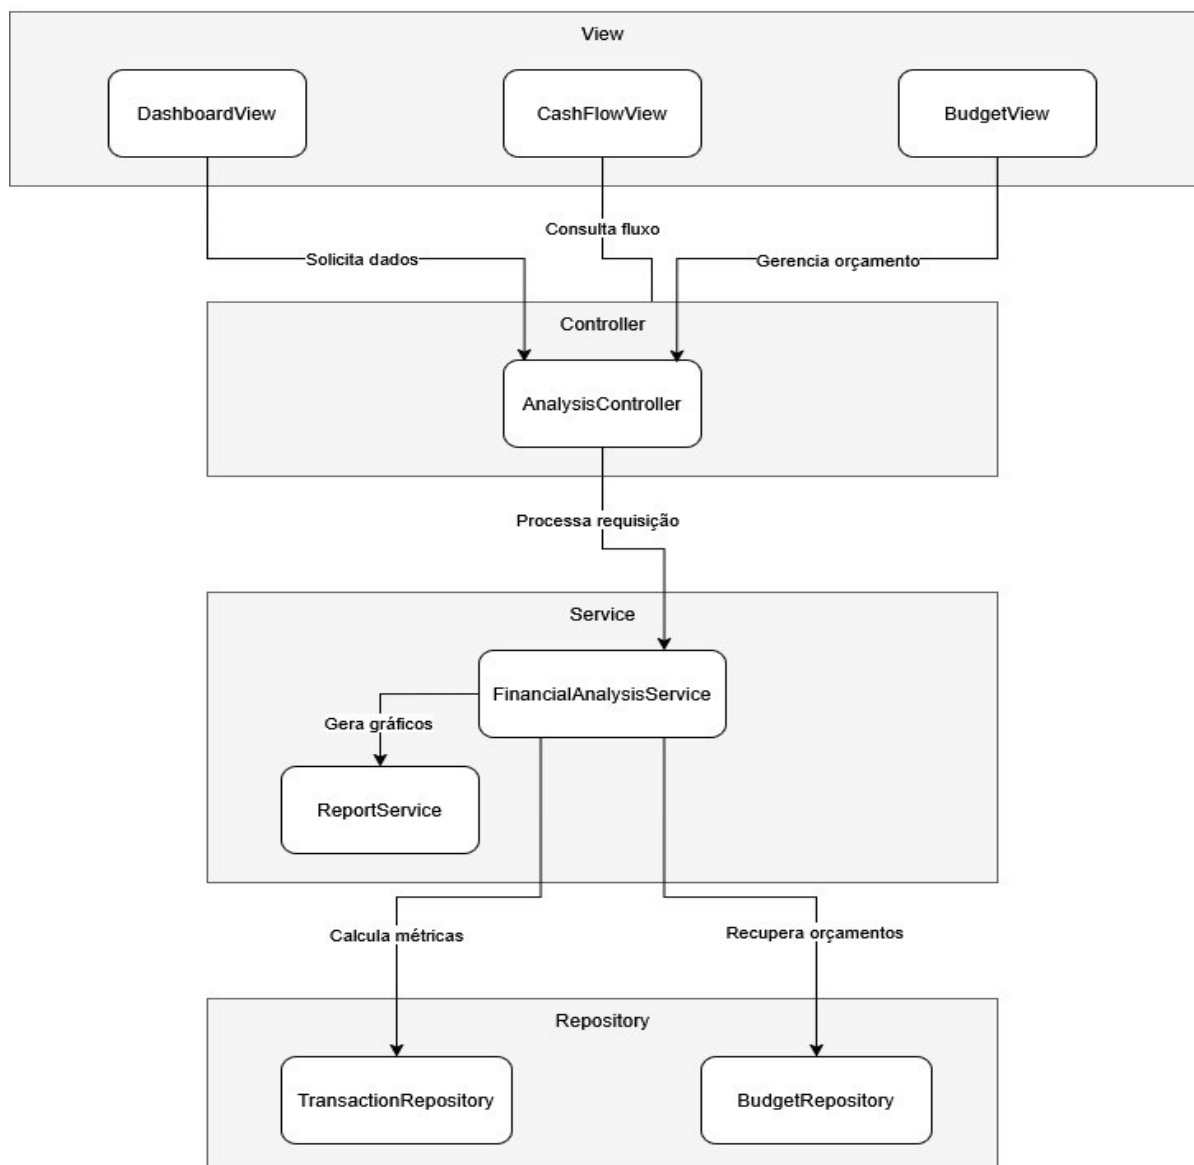 View
DashboardView
CashFlowView
BudgetView
Consulta fluxo
Solicita dados
Gerencia orçamento
Controller
AnalysisController
Processa requisição
Service
FinancialAnalysisService
Gera gráficos
ReportService
Calcula métricas
Recupera orçamentos
Repository
TransactionRepository
BudgetRepository